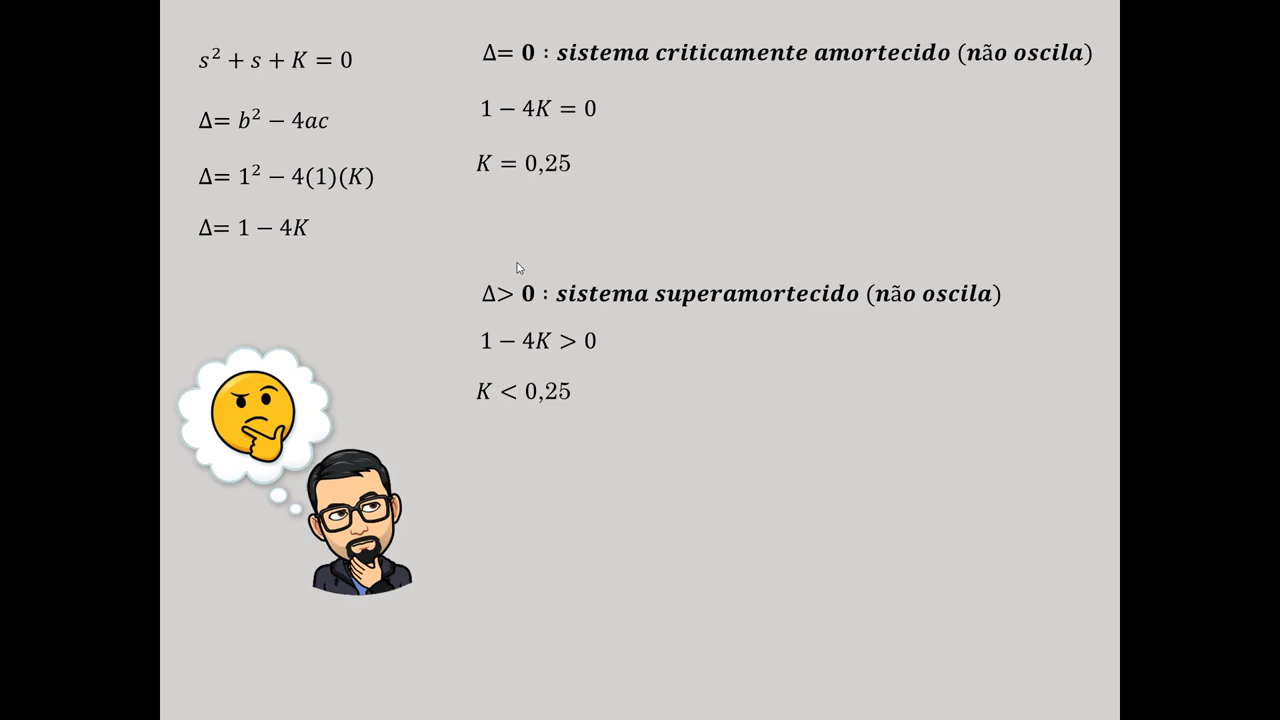 s² + s + K = 0
Δ= b² − 4ac
Δ= 1² − 4(1)(K)
Δ= 1 − 4K
Δ= 0 : sistema criticamente amortecido (não oscila)
1 − 4K = 0
K = 0,25
Δ> 0 : sistema superamortecido (não oscila)
1 − 4K > 0
K < 0,25